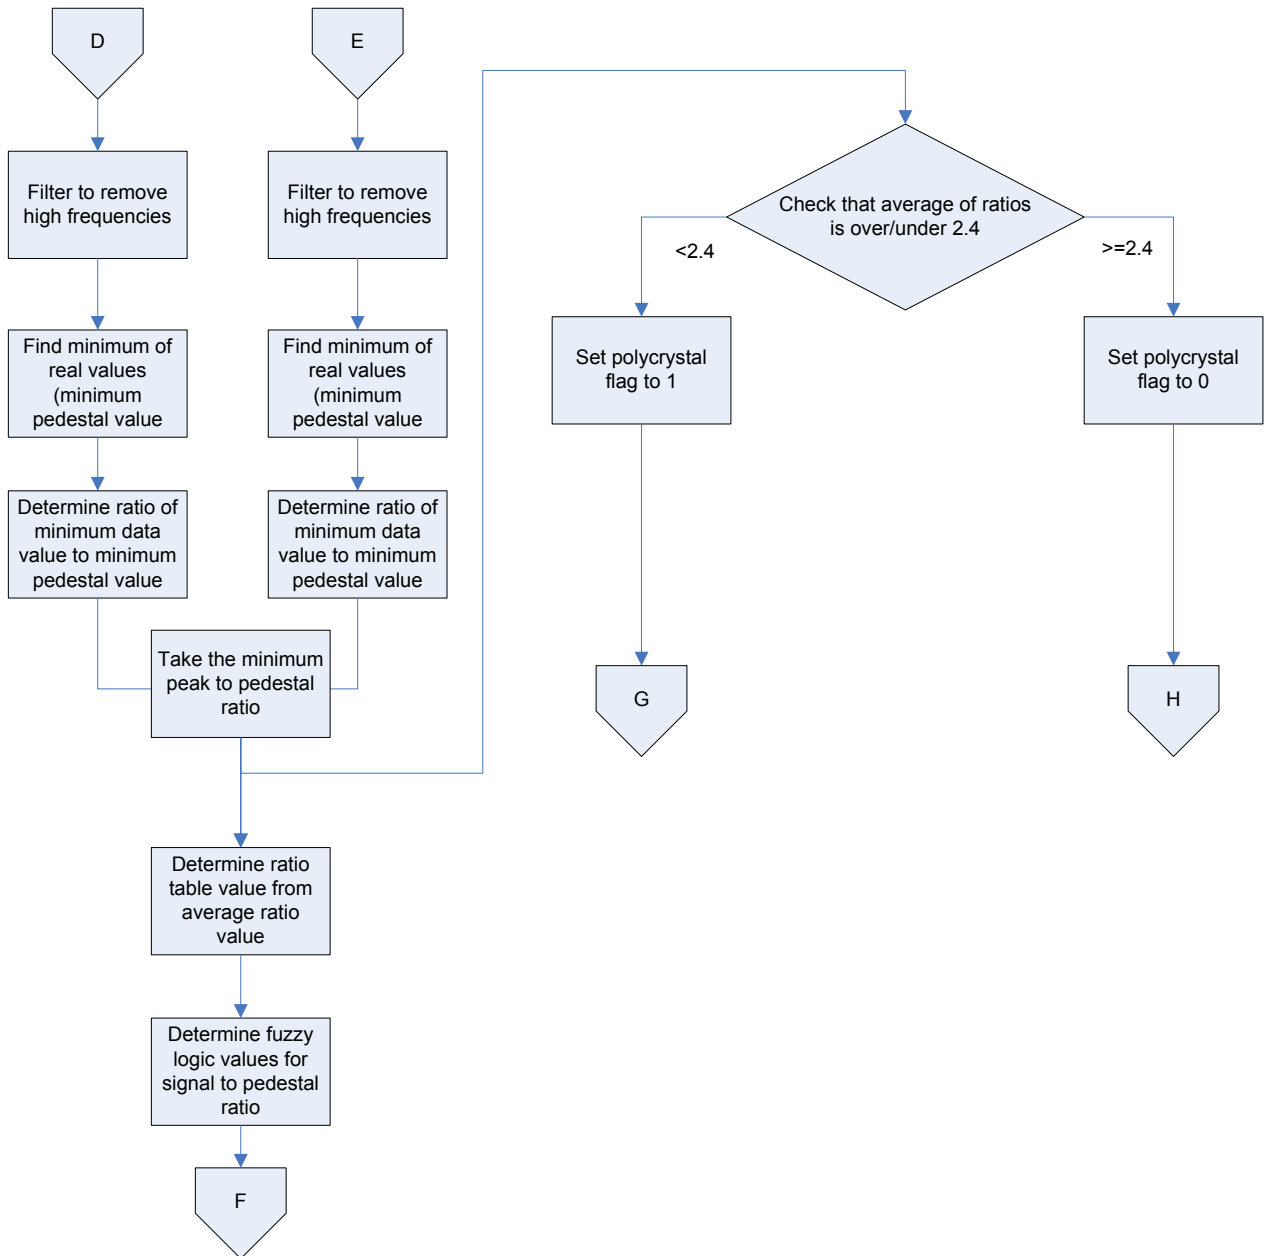 D
E
Filter to remove
high frequencies
Filter to remove
high frequencies
Find minimum of
real values
(minimum
pedestal value
Find minimum of
real values
(minimum
pedestal value
Determine ratio of
minimum data
value to minimum
pedestal value
Determine ratio of
minimum data
value to minimum
pedestal value
Take the minimum
peak to pedestal
ratio
Determine ratio
table value from
average ratio
value
Determine fuzzy
logic values for
signal to pedestal
ratio
F
Check that average of ratios
is over/under 2.4
<2.4
>=2.4
Set polycrystal
flag to 1
Set polycrystal
flag to 0
G
H